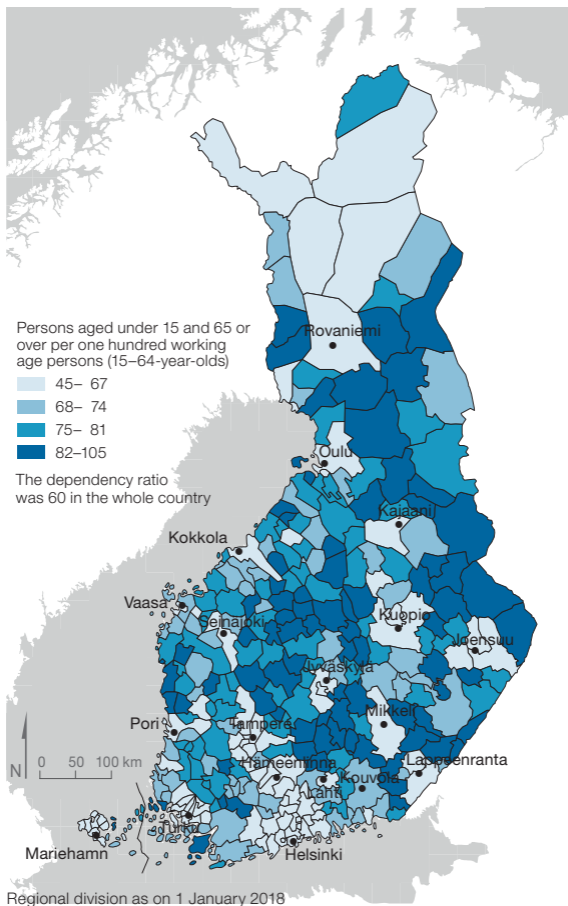 Rovaniemi
Persons aged under 15 and 65 or
over per one hundred working
age persons (15–64-year-olds)
45– 67
68– 74
75– 81
82–105
The dependency ratio
was 60 in the whole country
Oulu
Kajaani
Kokkola
Vaasa
Seinäjoki
Kuopio
Joensuu
Jyväskylä
Pori
Tampere
Mikkeli
N
0 50 100 km
Hämeenlinna
Lahti
Kouvola
Lappeenranta
Turku
Mariehamn
Helsinki
Regional division as on 1 January 2018